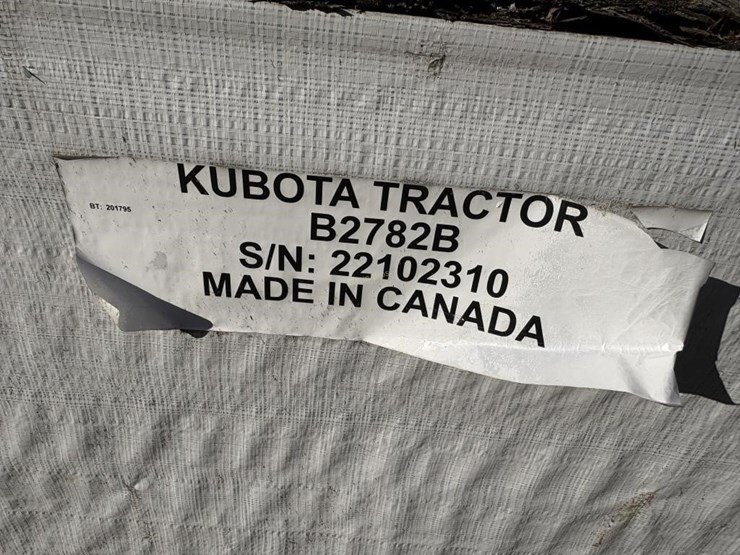 KUBOTA TRACTOR
BT: 201795
B2782B
S/N: 22102310
MADE IN CANADA